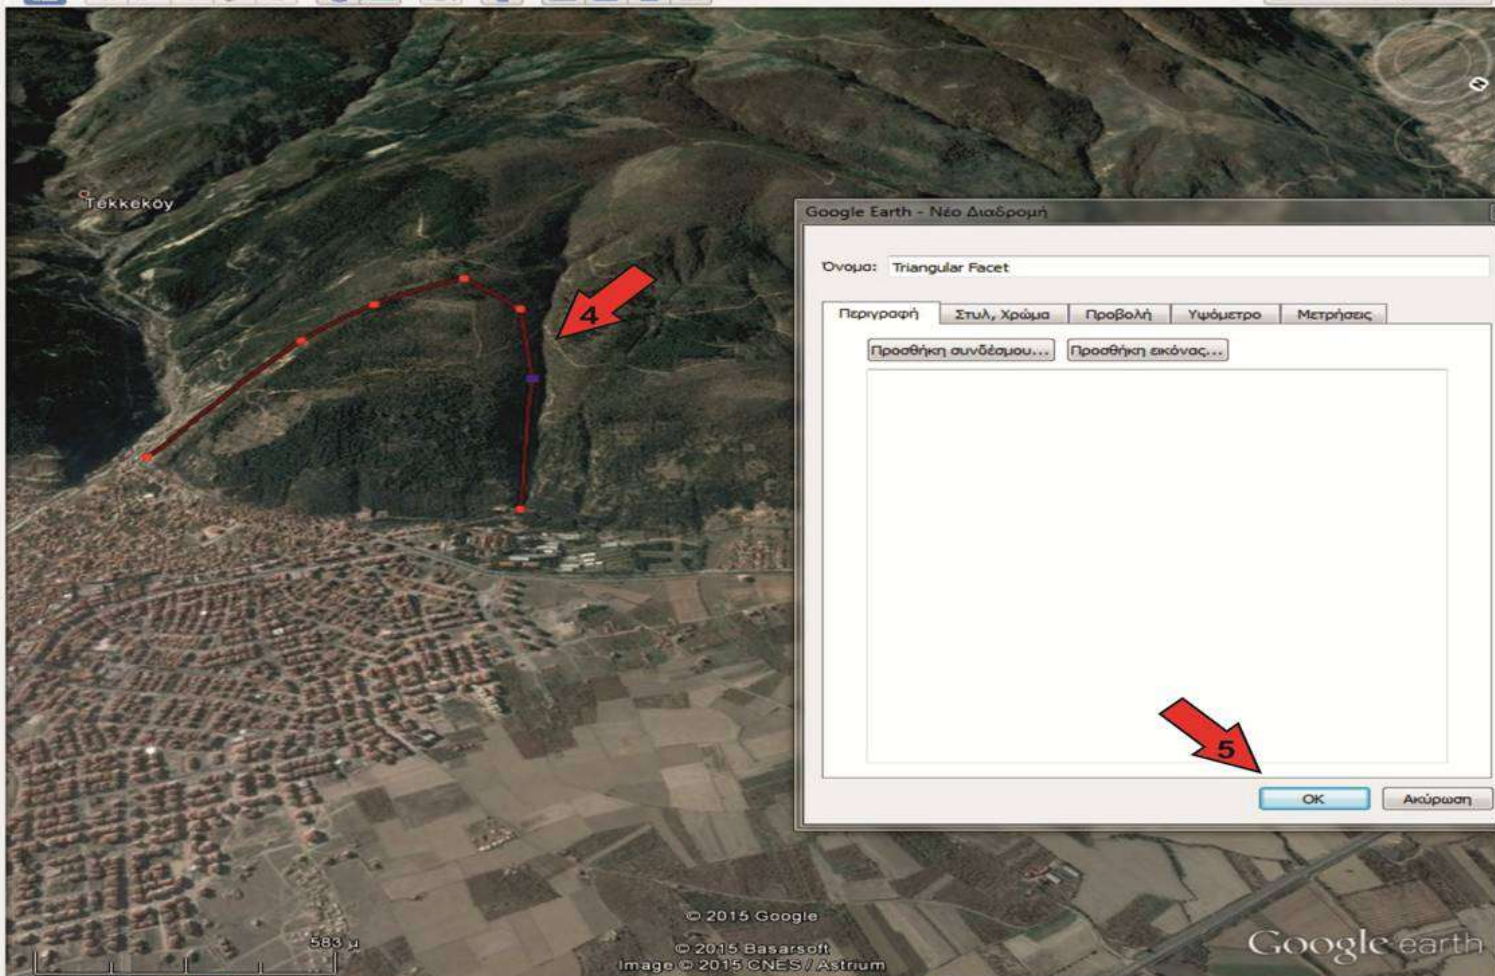 Tekkeköy
Google Earth - Νέο Διαδρομή
Όνομα: Triangular Facet
Περιγραφή Στυλ, Χρώμα Προβολή Υψόμετρο Μετρήσεις
Προσθήκη συνδέσμου... Προσθήκη εικόνας...
4
5
OK Ακύρωση
© 2015 Google
583 μ
© 2015 Basarsoft
Image © 2015 CNES / Astrium
Google earth